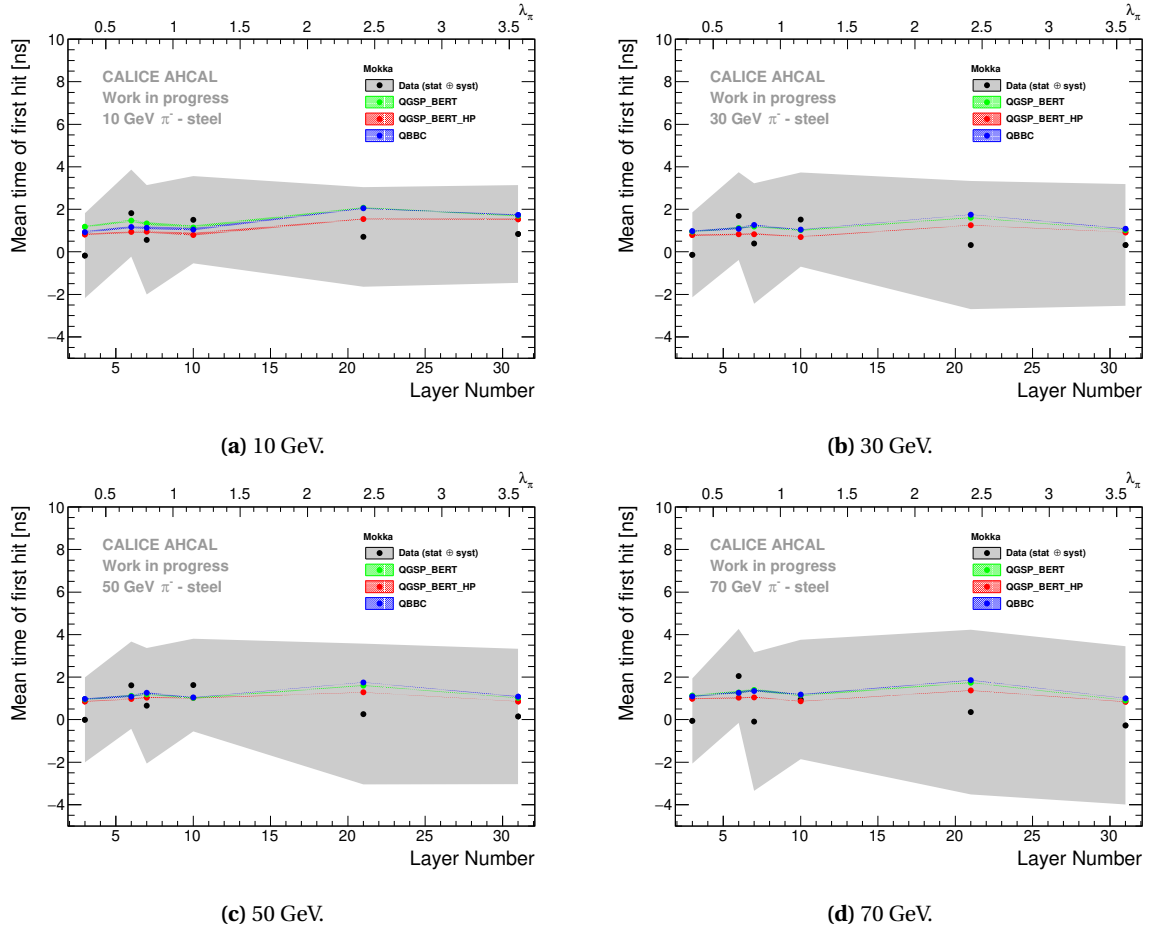 0.5 1 1.5 2 2.5 3 3.5 λπ
Mean time of first hit [ns]
10
8
6
4
2
0
−2
−4
CALICE AHCAL
Work in progress
10 GeV π⁻ - steel
Mokka
Data (stat ⊕ syst)
QGSP_BERT
QGSP_BERT_HP
QBBC
5 10 15 20 25 30
Layer Number
(a) 10 GeV.
0.5 1 1.5 2 2.5 3 3.5 λπ
Mean time of first hit [ns]
10
8
6
4
2
0
−2
−4
CALICE AHCAL
Work in progress
30 GeV π⁻ - steel
Mokka
Data (stat ⊕ syst)
QGSP_BERT
QGSP_BERT_HP
QBBC
5 10 15 20 25 30
Layer Number
(b) 30 GeV.
0.5 1 1.5 2 2.5 3 3.5 λπ
Mean time of first hit [ns]
10
8
6
4
2
0
−2
−4
CALICE AHCAL
Work in progress
50 GeV π⁻ - steel
Mokka
Data (stat ⊕ syst)
QGSP_BERT
QGSP_BERT_HP
QBBC
5 10 15 20 25 30
Layer Number
(c) 50 GeV.
0.5 1 1.5 2 2.5 3 3.5 λπ
Mean time of first hit [ns]
10
8
6
4
2
0
−2
−4
CALICE AHCAL
Work in progress
70 GeV π⁻ - steel
Mokka
Data (stat ⊕ syst)
QGSP_BERT
QGSP_BERT_HP
QBBC
5 10 15 20 25 30
Layer Number
(d) 70 GeV.